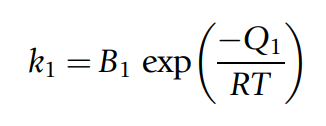 k₁ = B₁ exp(−Q₁/RT)